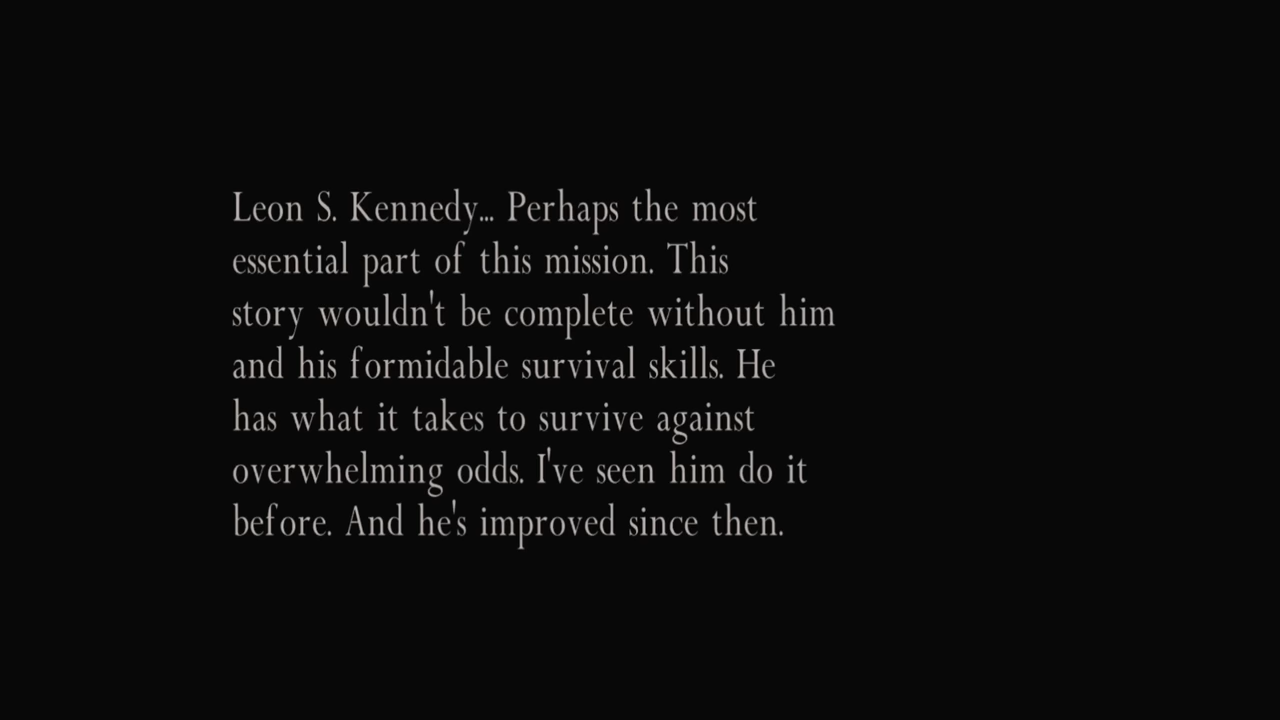 Leon S. Kennedy... Perhaps the most
essential part of this mission. This
story wouldn't be complete without him
and his formidable survival skills. He
has what it takes to survive against
overwhelming odds. I've seen him do it
before. And he's improved since then.